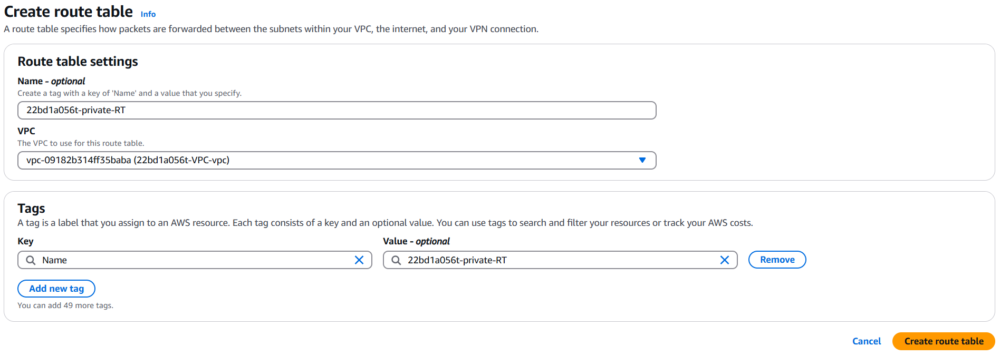 Create route table Info
A route table specifies how packets are forwarded between the subnets within your VPC, the internet, and your VPN connection.
Route table settings
Name - optional
Create a tag with a key of 'Name' and a value that you specify.
22bd1a056t-private-RT
VPC
The VPC to use for this route table.
vpc-09182b314ff35baba (22bd1a056t-VPC-vpc)
Tags
A tag is a label that you assign to an AWS resource. Each tag consists of a key and an optional value. You can use tags to search and filter your resources or track your AWS costs.
Key Value - optional
Name 22bd1a056t-private-RT Remove
Add new tag
You can add 49 more tags.
Cancel Create route table